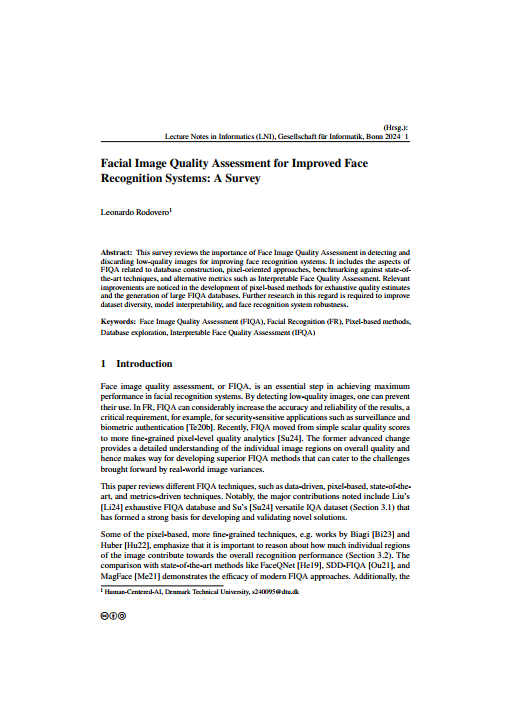 (Hrsg.):
Lecture Notes in Informatics (LNI), Gesellschaft für Informatik, Bonn 2024 1
Facial Image Quality Assessment for Improved Face
Recognition Systems: A Survey
Leonardo Rodovero1
Abstract: This survey reviews the importance of Face Image Quality Assessment in detecting and
discarding low-quality images for improving face recognition systems. It includes the aspects of
FIQA related to database construction, pixel-oriented approaches, benchmarking against state-of-
the-art techniques, and alternative metrics such as Interpretable Face Quality Assessment. Relevant
improvements are noticed in the development of pixel-based methods for exhaustive quality estimates
and the generation of large FIQA databases. Further research in this regard is required to improve
dataset diversity, model interpretability, and face recognition system robustness.
Keywords: Face Image Quality Assessment (FIQA), Facial Recognition (FR), Pixel-based methods,
Database exploration, Interpretable Face Quality Assessment (IFQA)
1 Introduction
Face image quality assessment, or FIQA, is an essential step in achieving maximum
performance in facial recognition systems. By detecting low-quality images, one can prevent
their use. In FR, FIQA can considerably increase the accuracy and reliability of the results, a
critical requirement, for example, for security-sensitive applications such as surveillance and
biometric authentication [Te20b]. Recently, FIQA moved from simple scalar quality scores
to more fine-grained pixel-level quality analytics [Su24]. The former advanced change
provides a detailed understanding of the individual image regions on overall quality and
hence makes way for developing superior FIQA methods that can cater to the challenges
brought forward by real-world image variances.
This paper reviews different FIQA techniques, such as data-driven, pixel-based, state-of-the-
art, and metrics-driven techniques. Notably, the major contributions noted include Liu's
[Li24] exhaustive FIQA database and Su's [Su24] versatile IQA dataset (Section 3.1) that
has formed a strong basis for developing and validating novel solutions.
Some of the pixel-based, more fine-grained techniques, e.g. works by Biagi [Bi23] and
Huber [Hu22], emphasize that it is important to reason about how much individual regions
of the image contribute towards the overall recognition performance (Section 3.2). The
comparison with state-of-the-art methods like FaceQNet [He19], SDD-FIQA [Ou21], and
MagFace [Me21] demonstrates the efficacy of modern FIQA approaches. Additionally, the
1 Human-Centered-AI, Denmark Technical University, s240095@dtu.dk